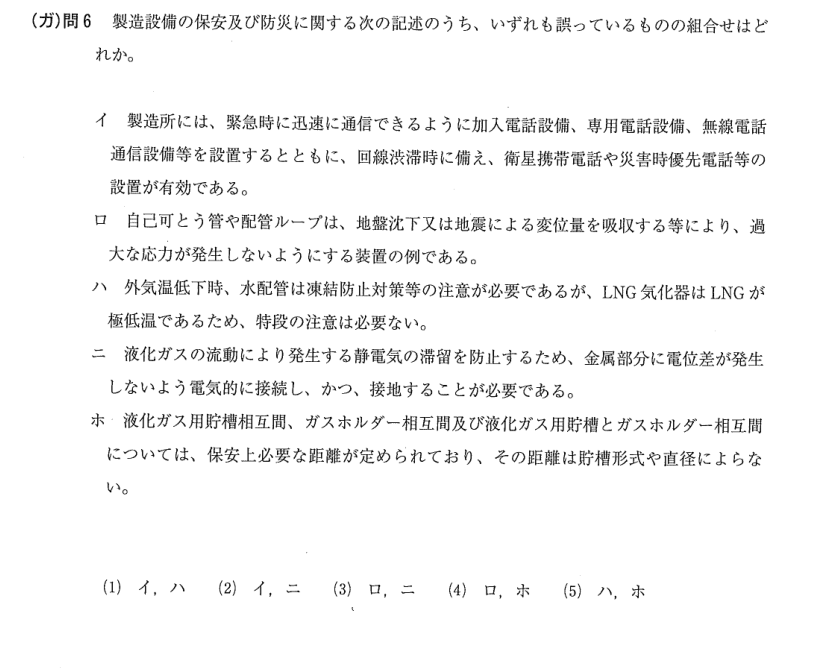 (ガ)問6 製造設備の保安及び防災に関する次の記述のうち、いずれも誤っているものの組合せはど
れか。
イ 製造所には、緊急時に迅速に通信できるように加入電話設備、専用電話設備、無線電話
通信設備等を設置するとともに、回線渋滞時に備え、衛星携帯電話や災害時優先電話等の
設置が有効である。
ロ 自己可とう管や配管ループは、地盤沈下又は地震による変位量を吸収する等により、過
大な応力が発生しないようにする装置の例である。
ハ 外気温低下時、水配管は凍結防止対策等の注意が必要であるが、LNG気化器はLNGが
極低温であるため、特段の注意は必要ない。
ニ 液化ガスの流動により発生する静電気の滞留を防止するため、金属部分に電位差が発生
しないよう電気的に接続し、かつ、接地することが必要である。
ホ 液化ガス用貯槽相互間、ガスホルダー相互間及び液化ガス用貯槽とガスホルダー相互間
については、保安上必要な距離が定められており、その距離は貯槽形式や直径によらな
い。
(1) イ, ハ (2) イ, ニ (3) ロ, ニ (4) ロ, ホ (5) ハ, ホ